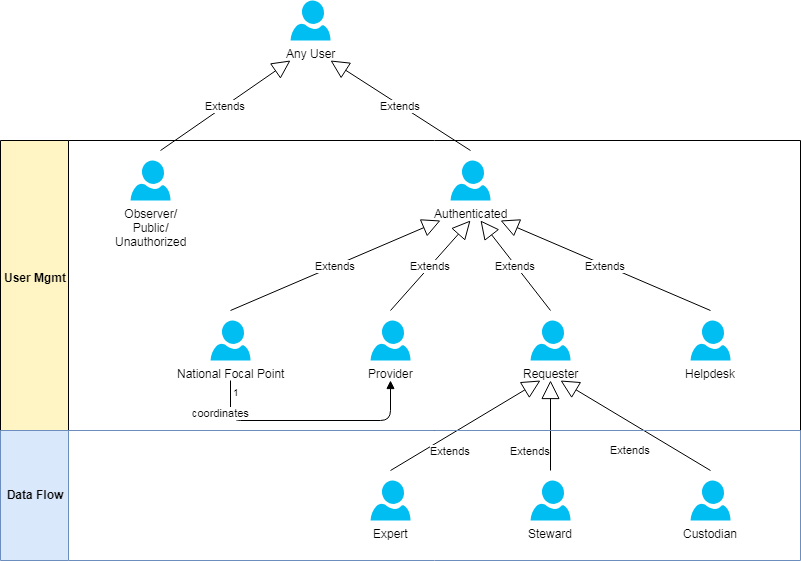 Any User
Extends
Extends
Observer/
Public/
Unauthorized
Authenticated
User Mgmt
Extends
Extends
Extends
Extends
National Focal Point
Provider
Requester
Helpdesk
1
coordinates
Extends
Extends
Extends
Data Flow
Expert
Steward
Custodian